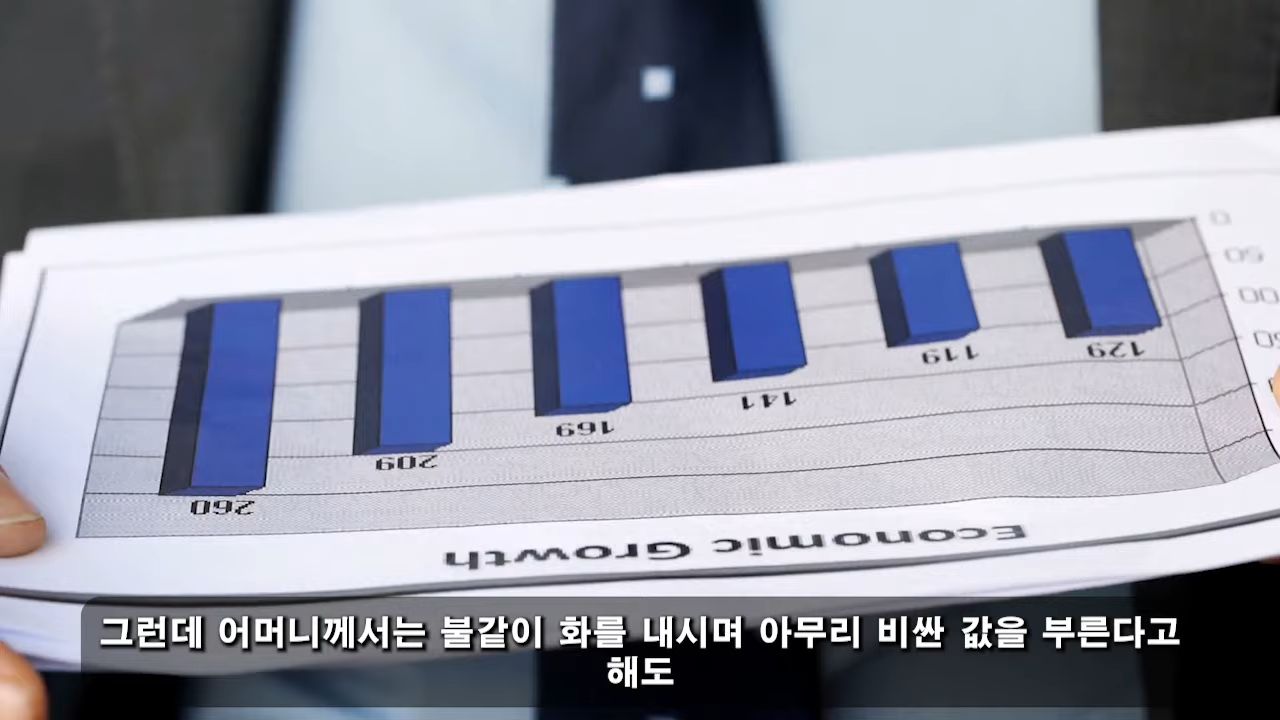 Economic Growth
129
119
141
169
209
260
50
0
그런데 어머니께서는 불같이 화를 내시며 아무리 비싼 값을 부른다고
해도